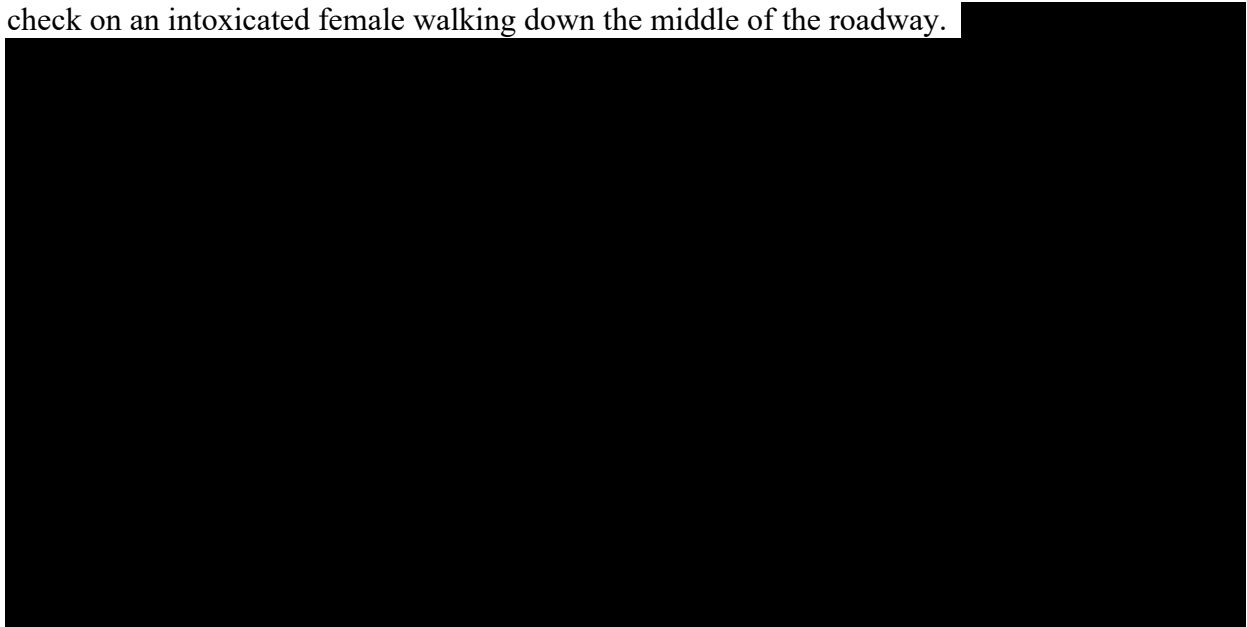 check on an intoxicated female walking down the middle of the roadway.